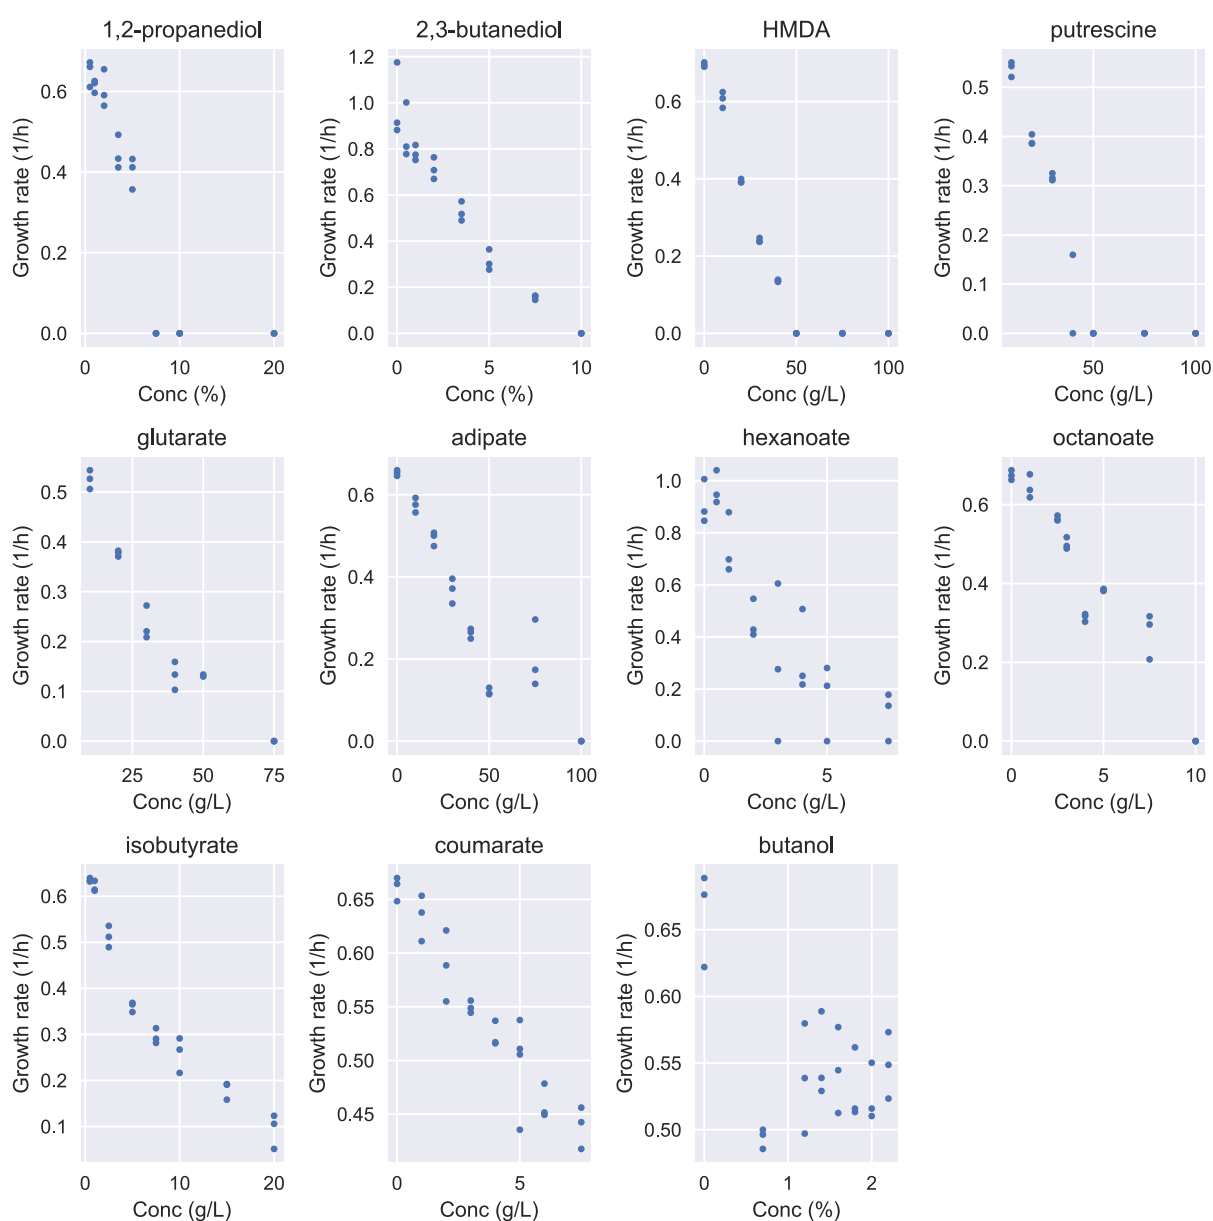 1,2-propanediol
Growth rate (1/h)
0.6
0.4
0.2
0.0
0 10 20
Conc (%)
2,3-butanediol
Growth rate (1/h)
1.2
1.0
0.8
0.6
0.4
0.2
0.0
0 5 10
Conc (%)
HMDA
Growth rate (1/h)
0.6
0.4
0.2
0.0
0 50 100
Conc (g/L)
putrescine
Growth rate (1/h)
0.5
0.4
0.3
0.2
0.1
0.0
50 100
Conc (g/L)
glutarate
Growth rate (1/h)
0.5
0.4
0.3
0.2
0.1
0.0
25 50 75
Conc (g/L)
adipate
Growth rate (1/h)
0.6
0.4
0.2
0.0
0 50 100
Conc (g/L)
hexanoate
Growth rate (1/h)
1.0
0.8
0.6
0.4
0.2
0.0
0 5
Conc (g/L)
octanoate
Growth rate (1/h)
0.6
0.4
0.2
0.0
0 5 10
Conc (g/L)
isobutyrate
Growth rate (1/h)
0.6
0.5
0.4
0.3
0.2
0.1
0 10 20
Conc (g/L)
coumarate
Growth rate (1/h)
0.65
0.60
0.55
0.50
0.45
0 5
Conc (g/L)
butanol
Growth rate (1/h)
0.65
0.60
0.55
0.50
0 1 2
Conc (%)